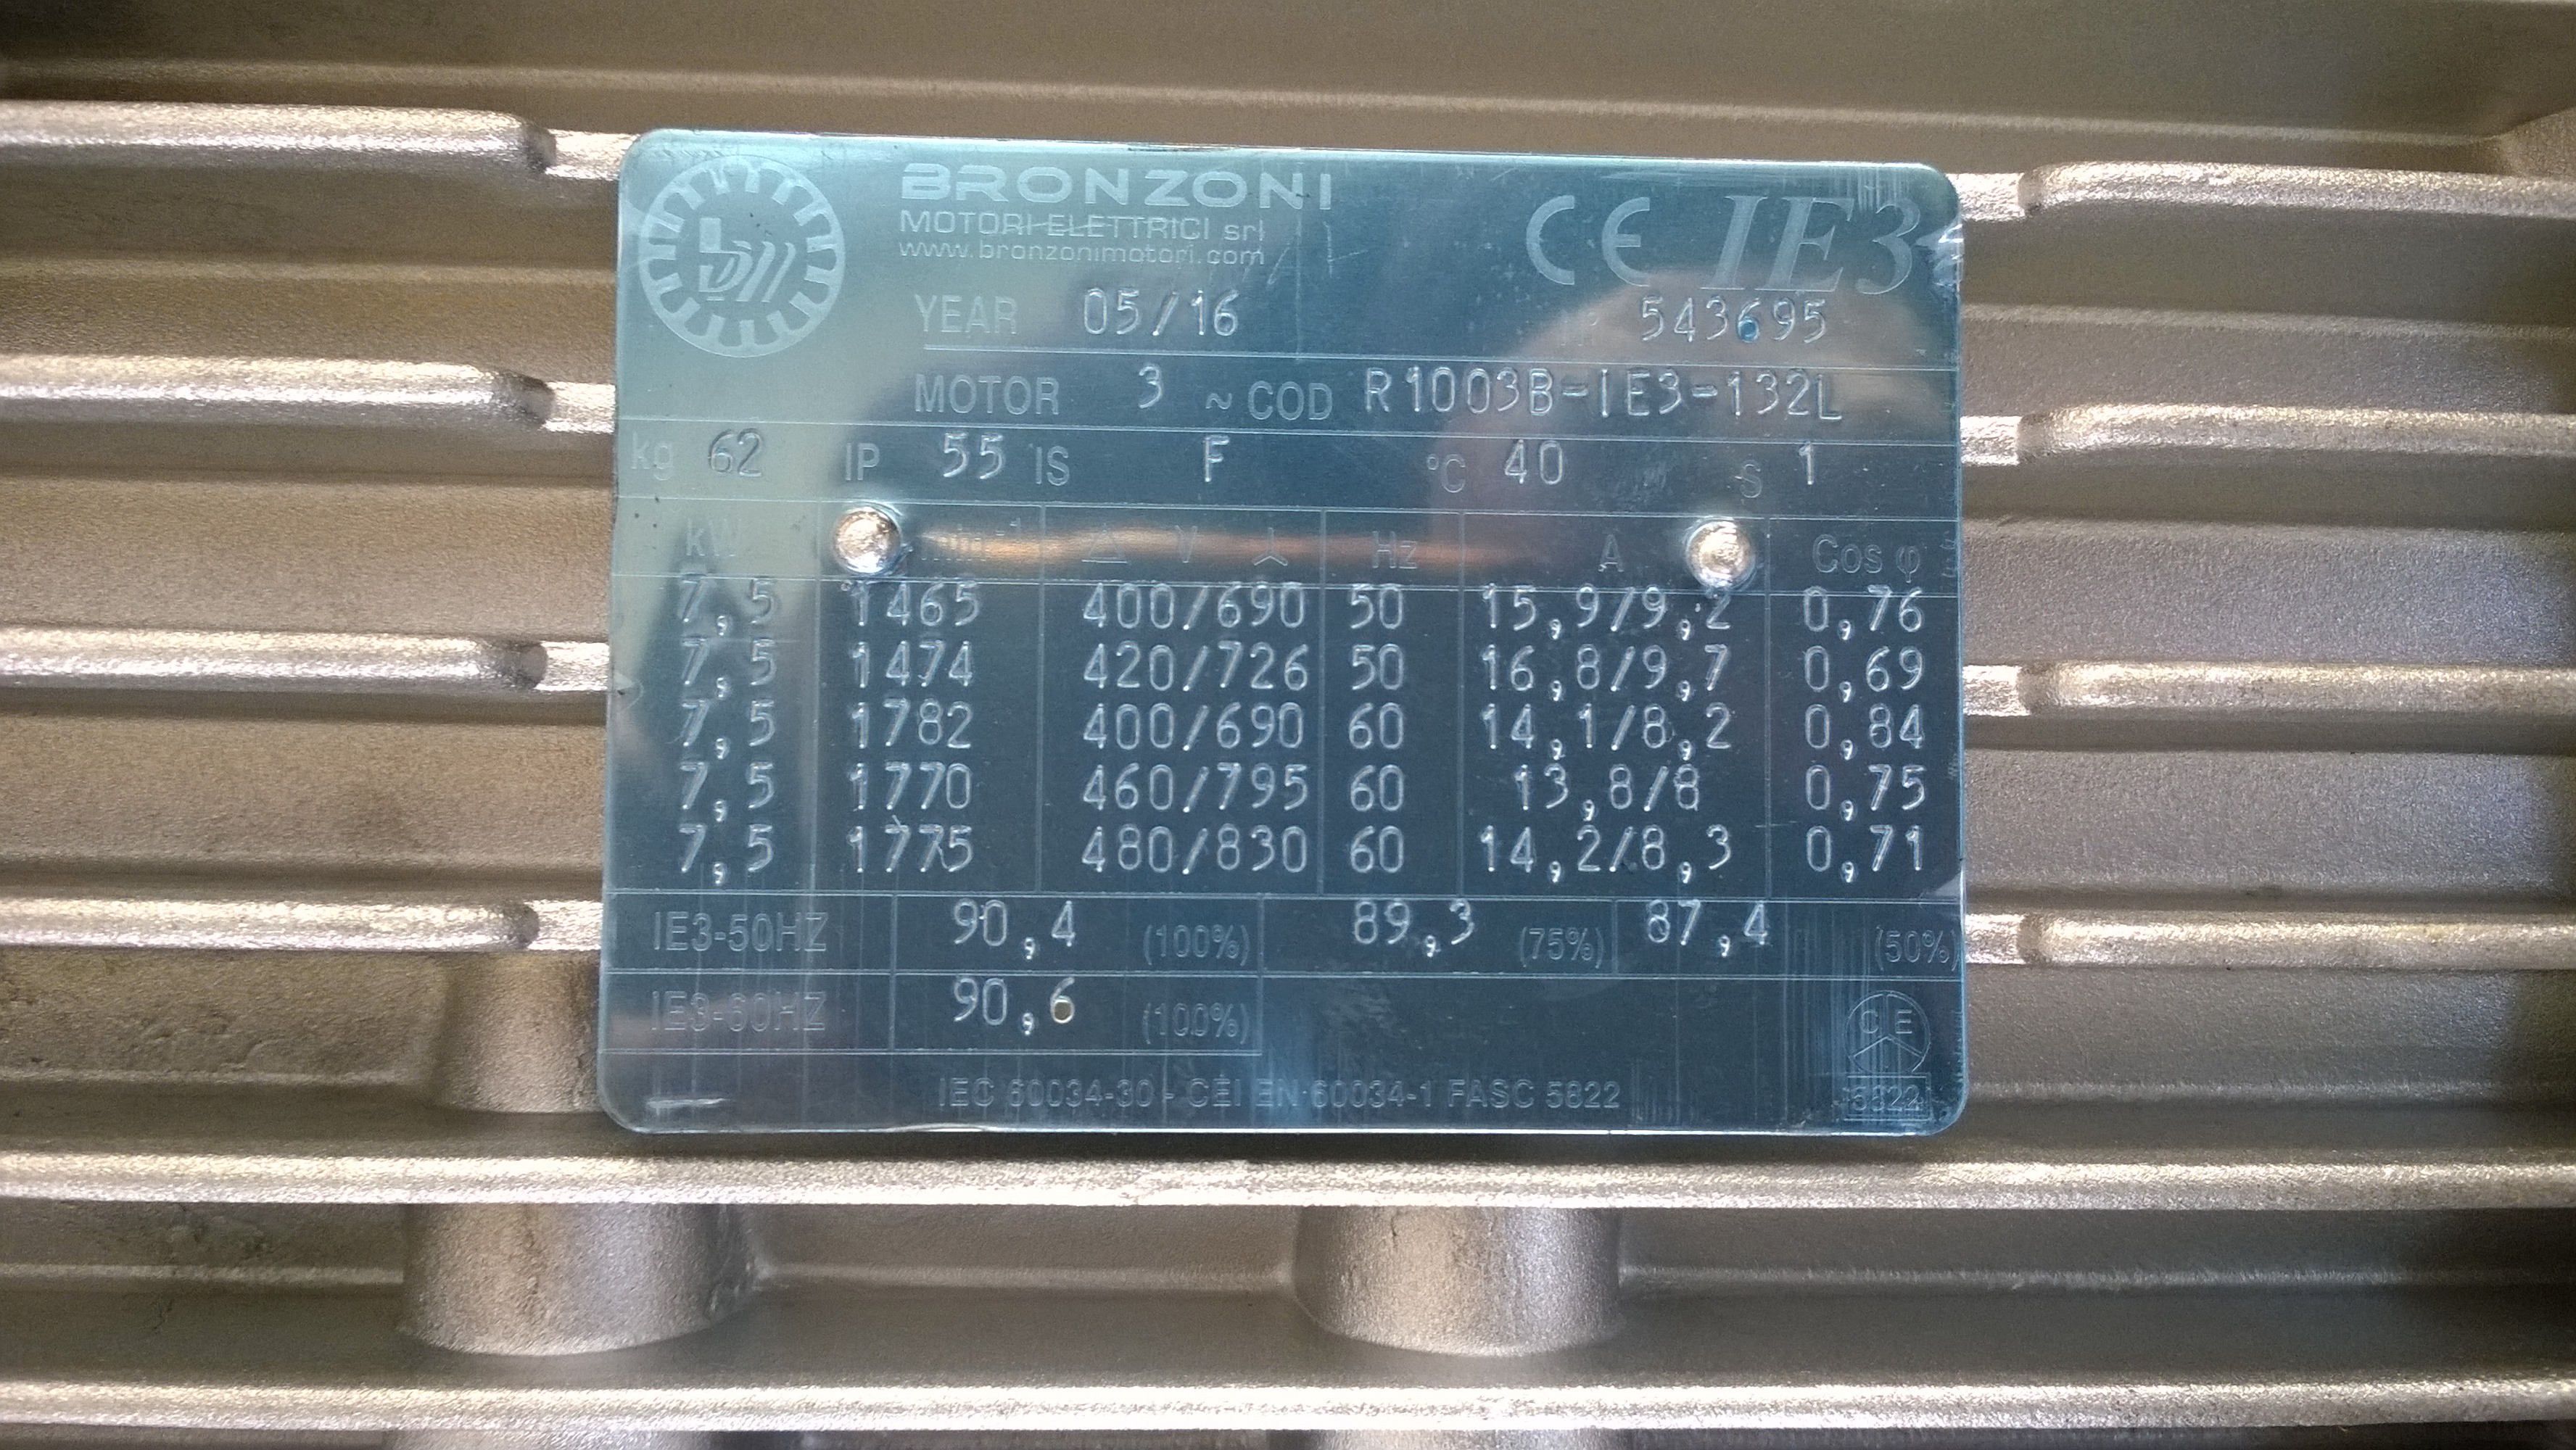 BRONZONI
MOTORI ELETTRICI srl
www.bronzonimotori.com
CE IE3
YEAR 05/16 543695
MOTOR 3 ~ COD R1003B-IE3-132L
kg 62 IP 55 IS F °C 40 S 1
kW min-1 △ V Hz A Cos φ
7,5 1465 400/690 50 15,9/9,2 0,76
7,5 1474 420/726 50 16,8/9,7 0,69
7,5 1782 400/690 60 14,1/8,2 0,84
7,5 1770 460/795 60 13,8/8 0,75
7,5 1775 480/830 60 14,2/8,3 0,71
IE3-50HZ 90,4 (100%) 89,3 (75%) 87,4 (50%)
IE3-60HZ 90,6 (100%)
IEC 60034-30 - CEI EN 60034-1 FASC 5822
C E
5822